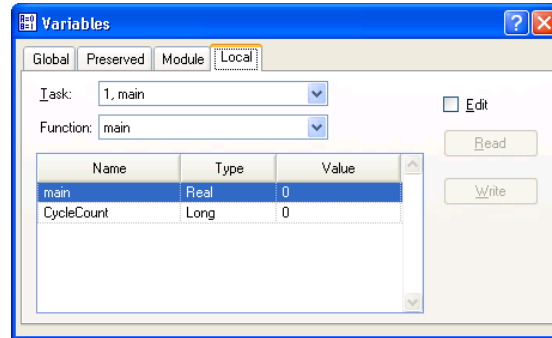 Variables
Global Preserved Module Local
Task: 1, main
Edit
Function: main
Read
Name Type Value
main Real 0
Write
CycleCount Long 0